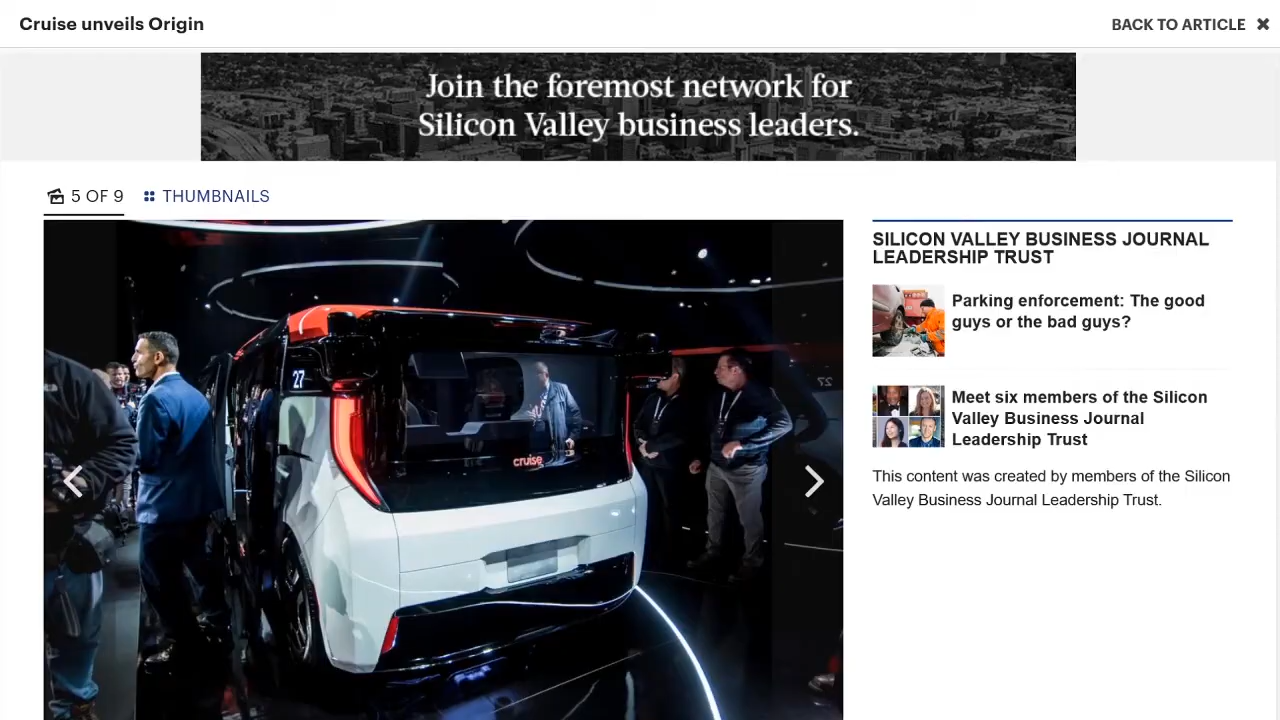 Cruise unveils Origin
BACK TO ARTICLE ✖
Join the foremost network for
Silicon Valley business leaders.
5 OF 9
THUMBNAILS
27
cruise
27
SILICON VALLEY BUSINESS JOURNAL
LEADERSHIP TRUST
Parking enforcement: The good
guys or the bad guys?
Meet six members of the Silicon
Valley Business Journal
Leadership Trust
This content was created by members of the Silicon
Valley Business Journal Leadership Trust.